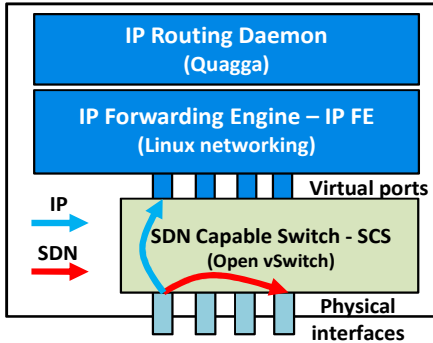 IP Routing Daemon
(Quagga)
IP Forwarding Engine – IP FE
(Linux networking)
Virtual ports
IP
SDN
SDN Capable Switch - SCS
(Open vSwitch)
Physical
interfaces